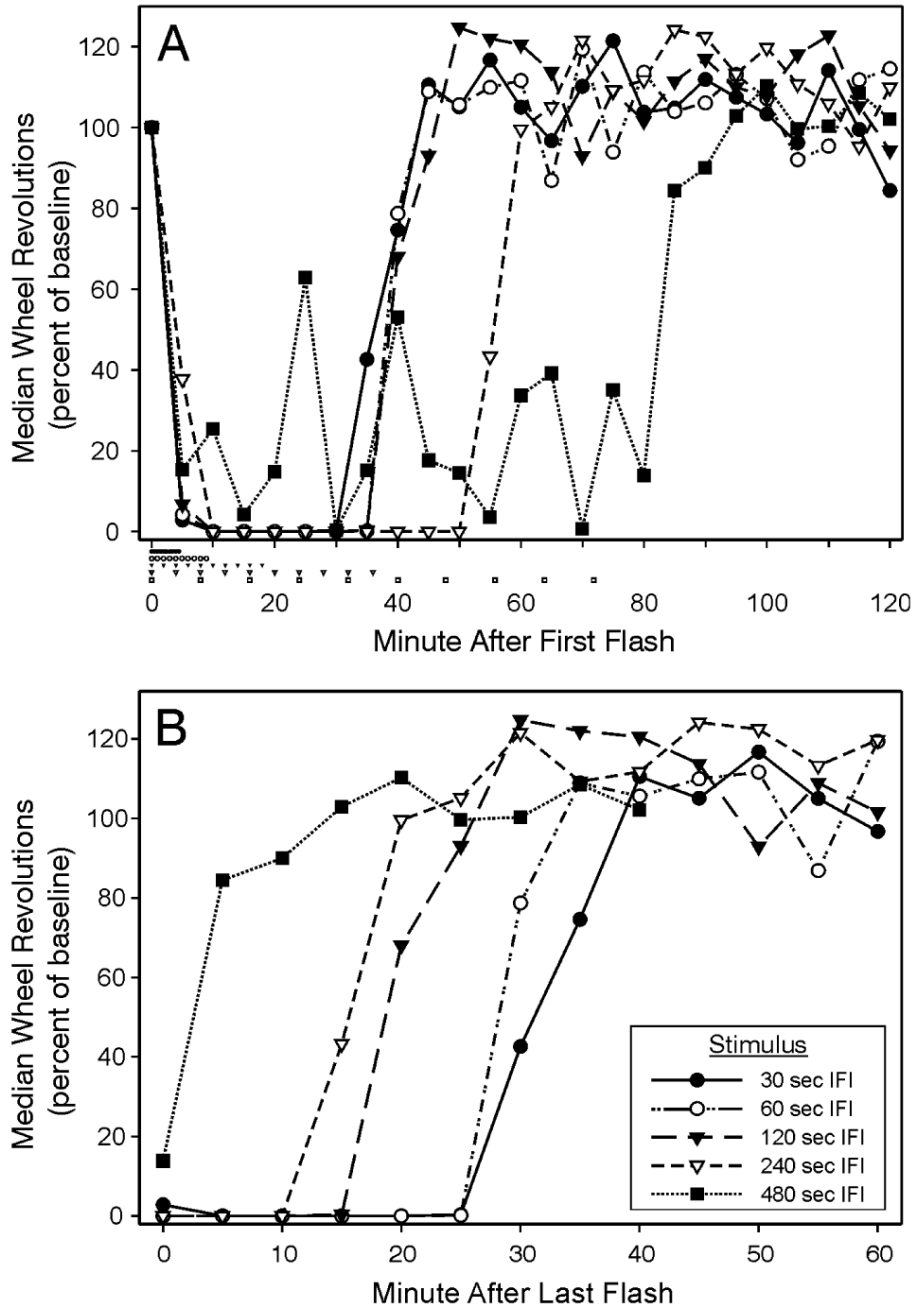 A
Median Wheel Revolutions
(percent of baseline)
120
100
80
60
40
20
0
0 20 40 60 80 100 120
Minute After First Flash
B
Median Wheel Revolutions
(percent of baseline)
120
100
80
60
40
20
0
Stimulus
30 sec IFI
60 sec IFI
120 sec IFI
240 sec IFI
480 sec IFI
0 10 20 30 40 50 60
Minute After Last Flash